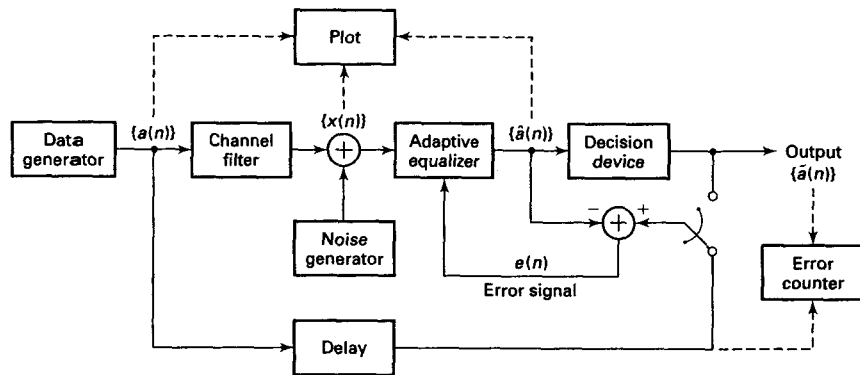 Plot
{a(n)}
{x(n)}
{â(n)}
Data
generator
Channel
filter
+
Adaptive
equalizer
Decision
device
Output
{ã(n)}
Noise
generator
−
+
+
e(n)
Error signal
Error
counter
Delay